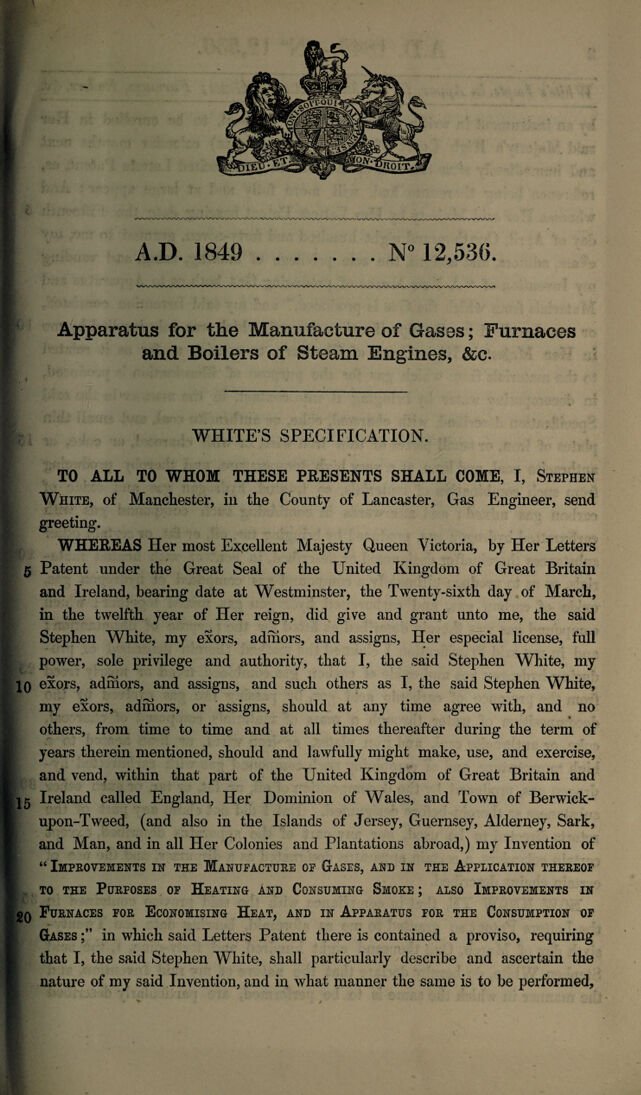 HONI SOIT QUI MAL Y PENSE
DIEU·ET·MON·DROIT
A.D. 1849 . . . . . . . . N° 12,536.
Apparatus for the Manufacture of Gases; Furnaces
and Boilers of Steam Engines, &c.
WHITE'S SPECIFICATION.
TO ALL TO WHOM THESE PRESENTS SHALL COME, I, STEPHEN
WHITE, of Manchester, in the County of Lancaster, Gas Engineer, send
greeting.
WHEREAS Her most Excellent Majesty Queen Victoria, by Her Letters
5 Patent under the Great Seal of the United Kingdom of Great Britain
and Ireland, bearing date at Westminster, the Twenty-sixth day of March,
in the twelfth year of Her reign, did give and grant unto me, the said
Stephen White, my exors, admors, and assigns, Her especial license, full
power, sole privilege and authority, that I, the said Stephen White, my
10 exors, admors, and assigns, and such others as I, the said Stephen White,
my exors, admors, or assigns, should at any time agree with, and no
others, from time to time and at all times thereafter during the term of
years therein mentioned, should and lawfully might make, use, and exercise,
and vend, within that part of the United Kingdom of Great Britain and
15 Ireland called England, Her Dominion of Wales, and Town of Berwick-
upon-Tweed, (and also in the Islands of Jersey, Guernsey, Alderney, Sark,
and Man, and in all Her Colonies and Plantations abroad,) my Invention of
"IMPROVEMENTS IN THE MANUFACTURE OF GASES, AND IN THE APPLICATION THEREOF
TO THE PURPOSES OF HEATING AND CONSUMING SMOKE; ALSO IMPROVEMENTS IN
20 FURNACES FOR ECONOMISING HEAT, AND IN APPARATUS FOR THE CONSUMPTION OF
GASES;" in which said Letters Patent there is contained a proviso, requiring
that I, the said Stephen White, shall particularly describe and ascertain the
nature of my said Invention, and in what manner the same is to be performed,